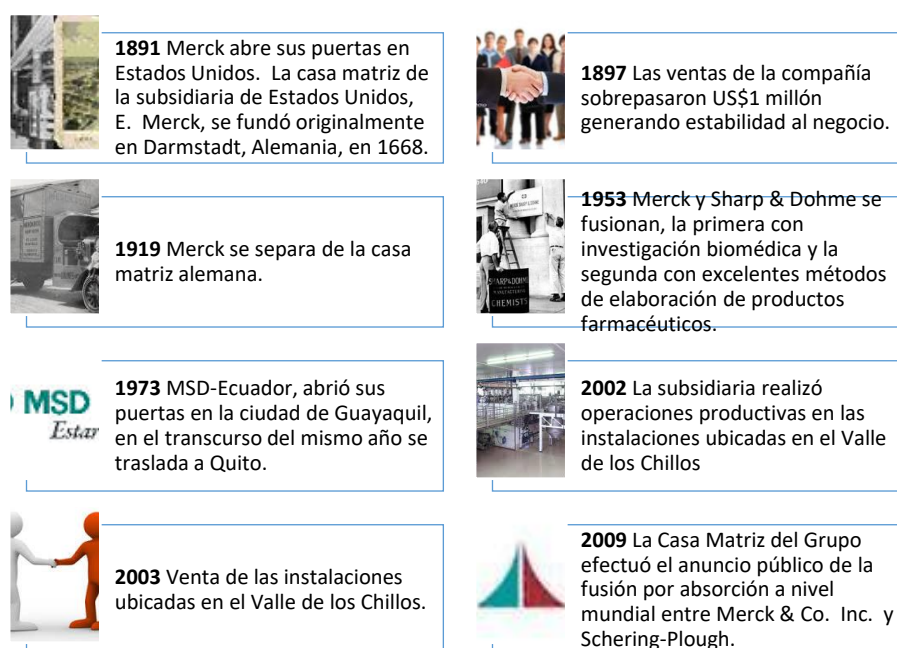 1891 Merck abre sus puertas en
Estados Unidos. La casa matriz de
la subsidiaria de Estados Unidos,
E. Merck, se fundó originalmente
en Darmstadt, Alemania, en 1668.
1897 Las ventas de la compañía
sobrepasaron US$1 millón
generando estabilidad al negocio.
1919 Merck se separa de la casa
matriz alemana.
1953 Merck y Sharp & Dohme se
fusionan, la primera con
investigación biomédica y la
segunda con excelentes métodos
de elaboración de productos
farmacéuticos.
SHARP & DOHME
CHEMISTS
MSD
Estar
1973 MSD-Ecuador, abrió sus
puertas en la ciudad de Guayaquil,
en el transcurso del mismo año se
traslada a Quito.
2002 La subsidiaria realizó
operaciones productivas en las
instalaciones ubicadas en el Valle
de los Chillos
2003 Venta de las instalaciones
ubicadas en el Valle de los Chillos.
2009 La Casa Matriz del Grupo
efectuó el anuncio público de la
fusión por absorción a nivel
mundial entre Merck & Co. Inc. y
Schering-Plough.